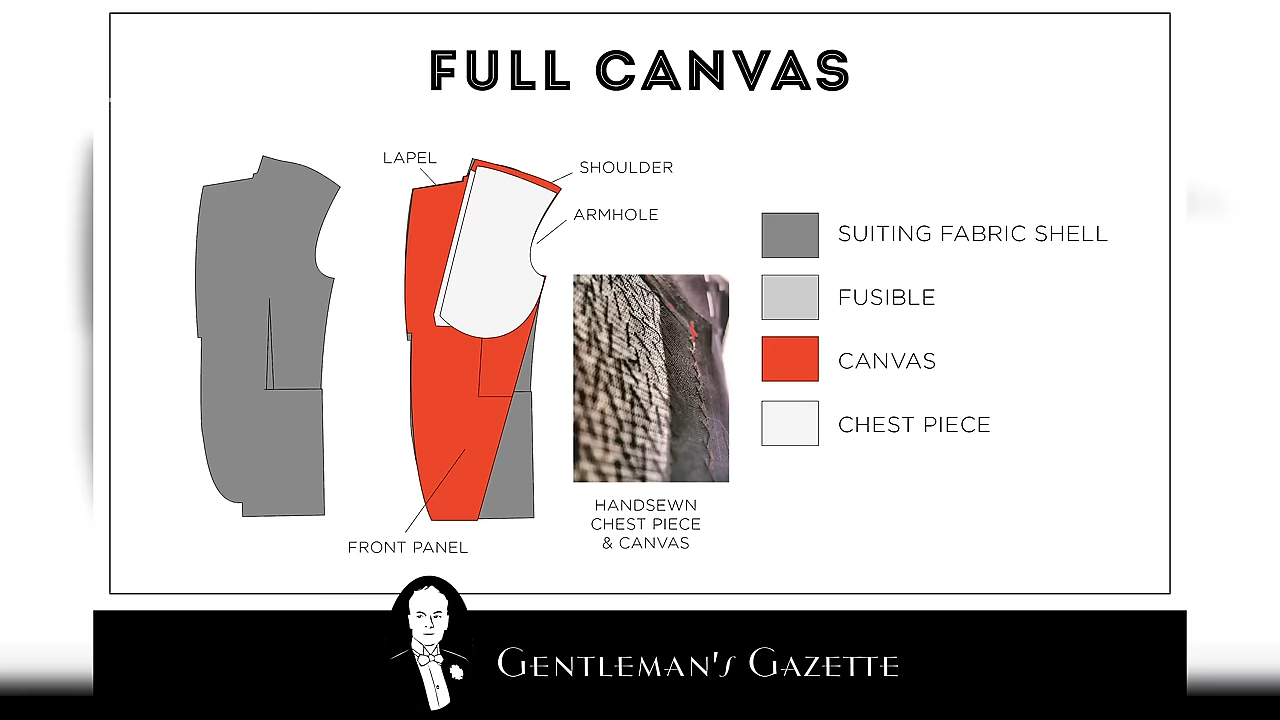 FULL CANVAS
LAPEL
SHOULDER
ARMHOLE
FRONT PANEL
HANDSEWN
CHEST PIECE
& CANVAS
SUITING FABRIC SHELL
FUSIBLE
CANVAS
CHEST PIECE
GENTLEMAN'S GAZETTE